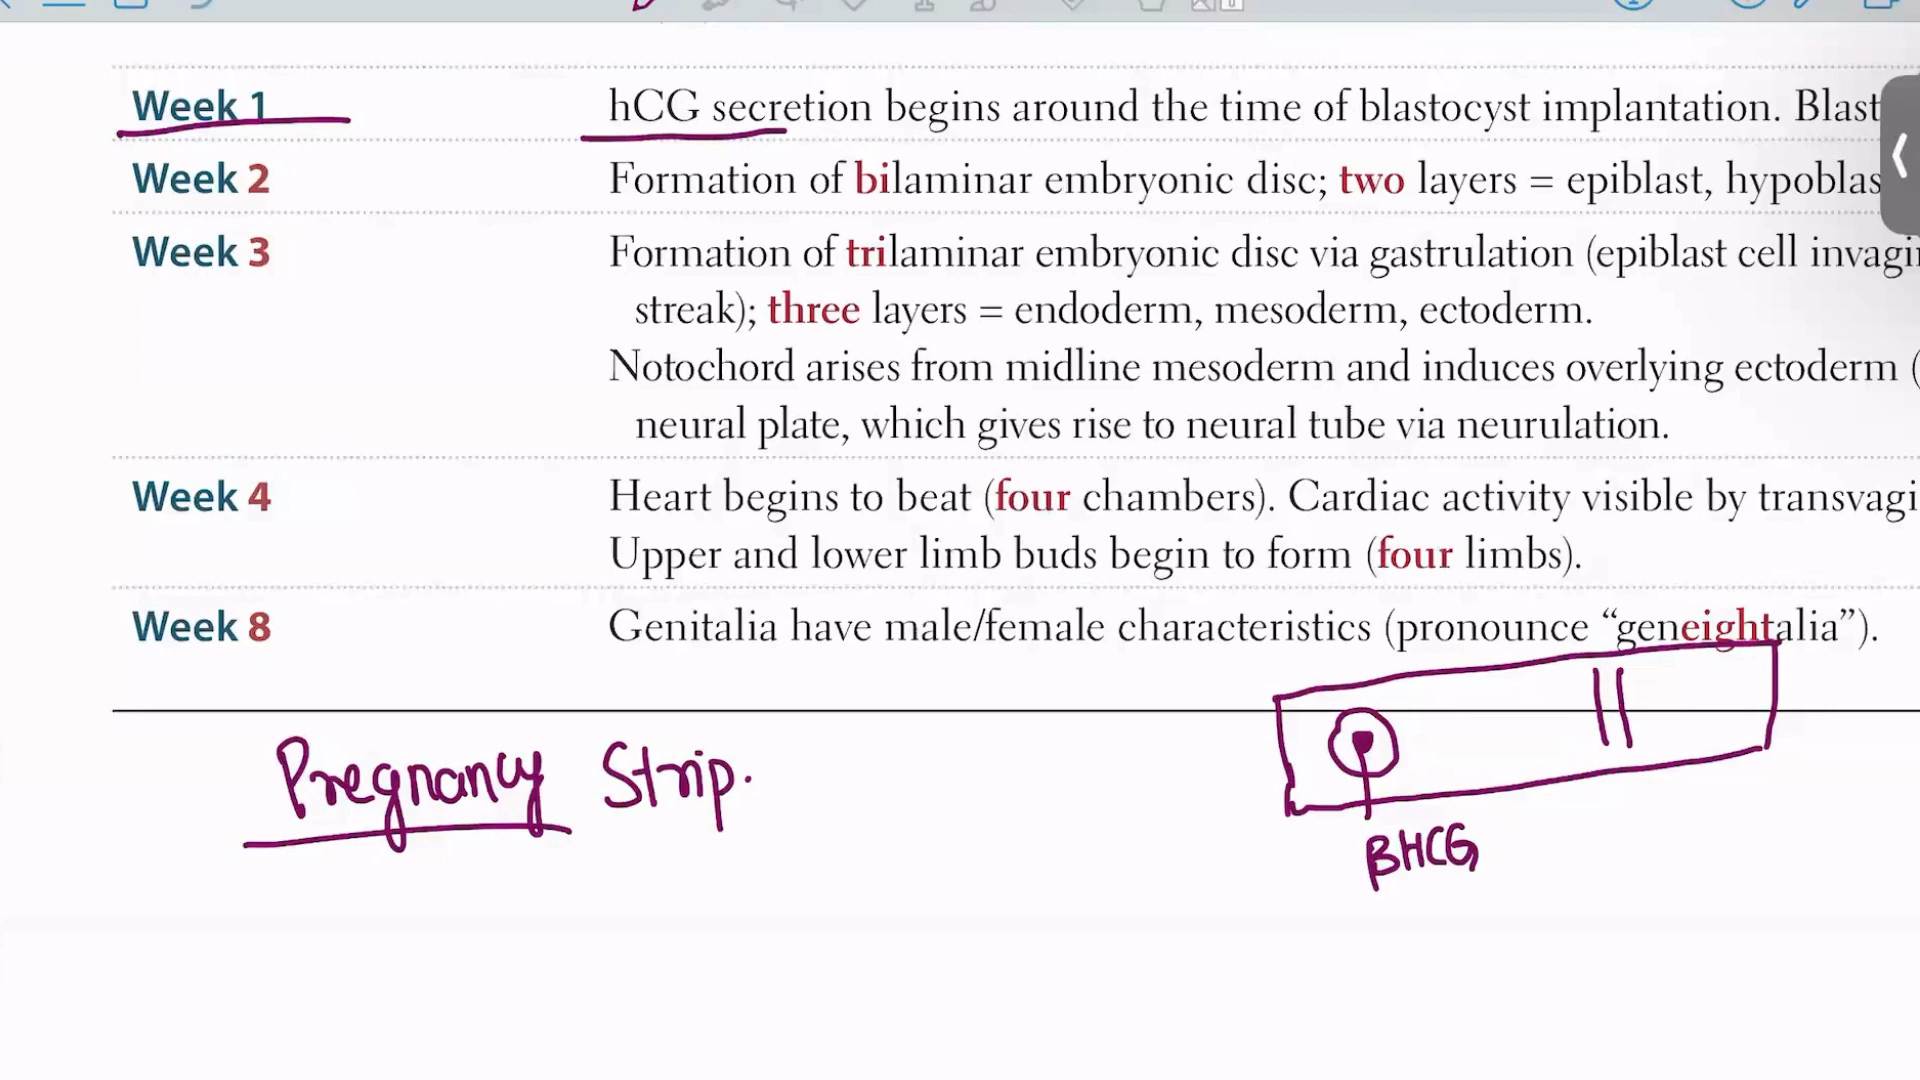 Week 1 hCG secretion begins around the time of blastocyst implantation. Blast
Week 2 Formation of bilaminar embryonic disc; two layers = epiblast, hypoblas
Week 3 Formation of trilaminar embryonic disc via gastrulation (epiblast cell invagi
streak); three layers = endoderm, mesoderm, ectoderm.
Notochord arises from midline mesoderm and induces overlying ectoderm (
neural plate, which gives rise to neural tube via neurulation.
Week 4 Heart begins to beat (four chambers). Cardiac activity visible by transvagi
Upper and lower limb buds begin to form (four limbs).
Week 8 Genitalia have male/female characteristics (pronounce “geneightalia”).
Pregnancy Strip.
BHCG